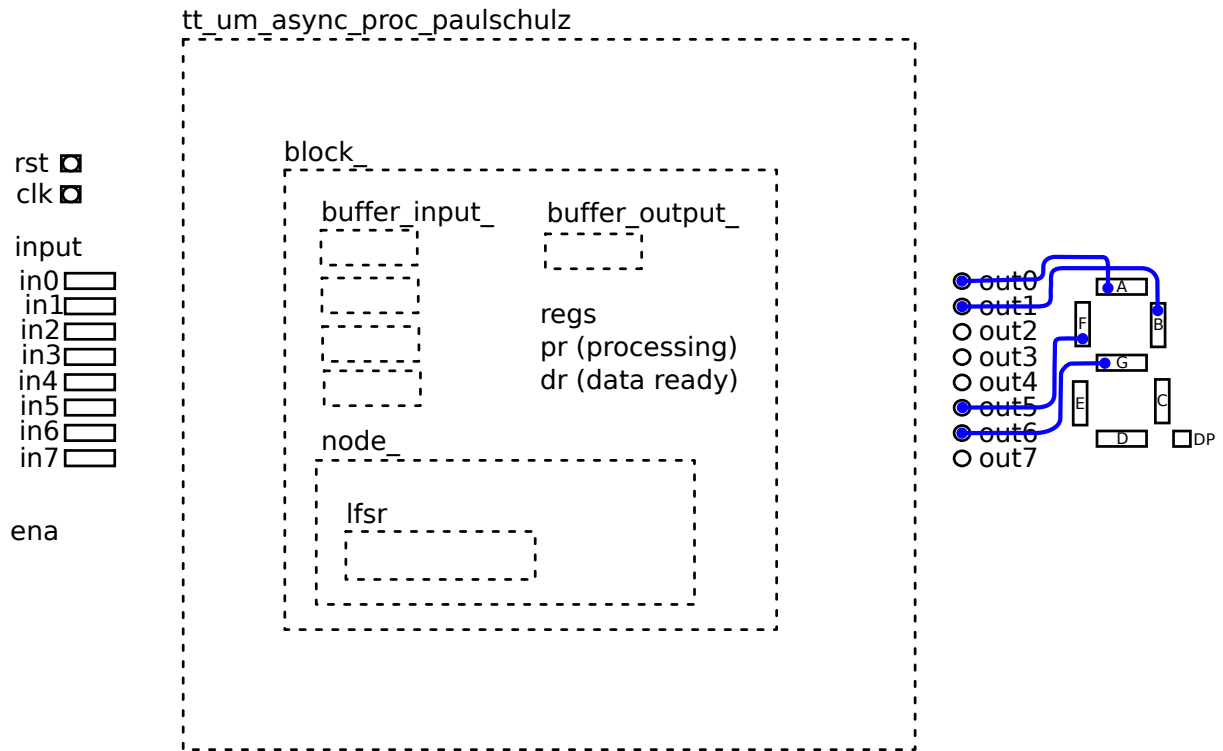 tt_um_async_proc_paulschulz
block_
rst
clk
buffer_input_
buffer_output_
input
in0
in1
in2
in3
in4
in5
in6
in7
ena
regs
pr (processing)
dr (data ready)
node_
lfsr
out0
out1
out2
out3
out4
out5
out6
out7
A
F
B
G
E
C
D
DP